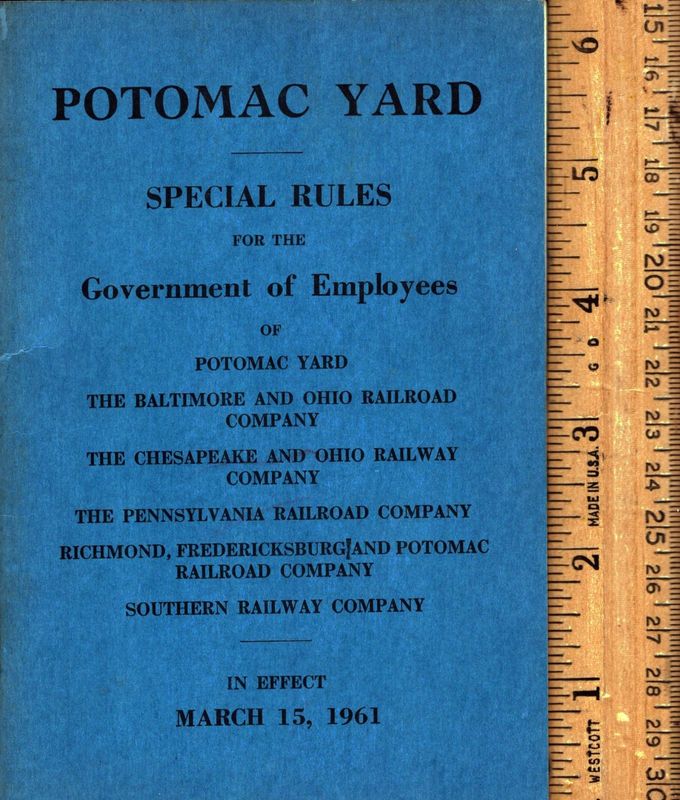 POTOMAC YARD
SPECIAL RULES
FOR THE
Government of Employees
OF
POTOMAC YARD
THE BALTIMORE AND OHIO RAILROAD
COMPANY
THE CHESAPEAKE AND OHIO RAILWAY
COMPANY
THE PENNSYLVANIA RAILROAD COMPANY
RICHMOND, FREDERICKSBURG AND POTOMAC
RAILROAD COMPANY
SOUTHERN RAILWAY COMPANY
IN EFFECT
MARCH 15, 1961
6
5
4
3
2
1
G D
MADE IN U.S.A.
WESTCOTT
15
16
17
18
19
20
21
22
23
24
25
26
27
28
29
30